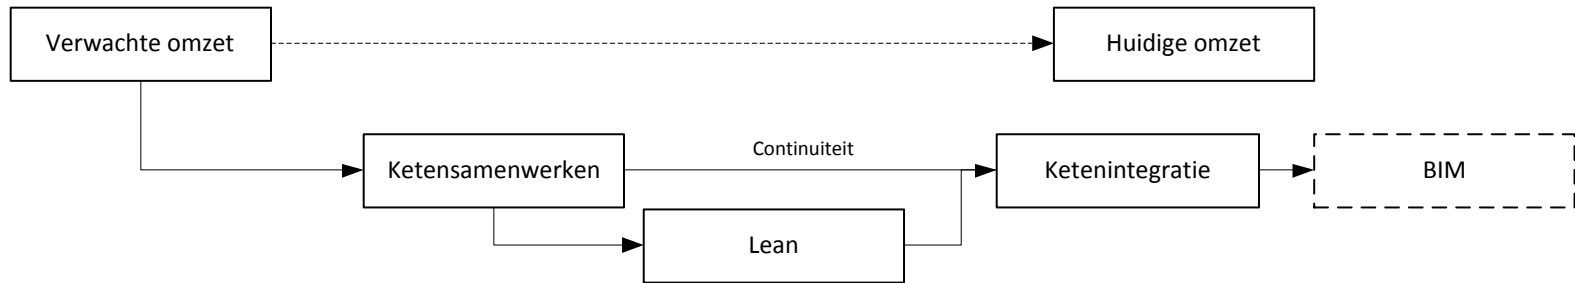 Verwachte omzet
Huidige omzet
Ketensamenwerken
Continuiteit
Ketenintegratie
BIM
Lean